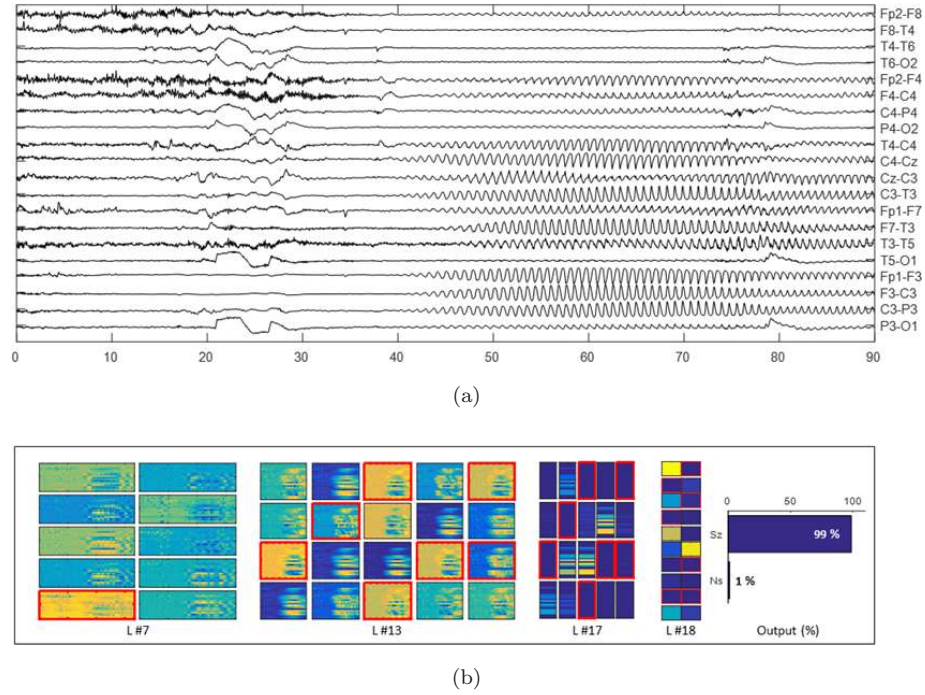 Fp2-F8
F8-T4
T4-T6
T6-O2
Fp2-F4
F4-C4
C4-P4
P4-O2
T4-C4
C4-Cz
Cz-C3
C3-T3
Fp1-F7
F7-T3
T3-T5
T5-O1
Fp1-F3
F3-C3
C3-P3
P3-O1
0 10 20 30 40 50 60 70 80 90
(a)
0 50 100
Sz 99 %
Ns 1 %
L #7 L #13 L #17 L #18 Output (%)
(b)